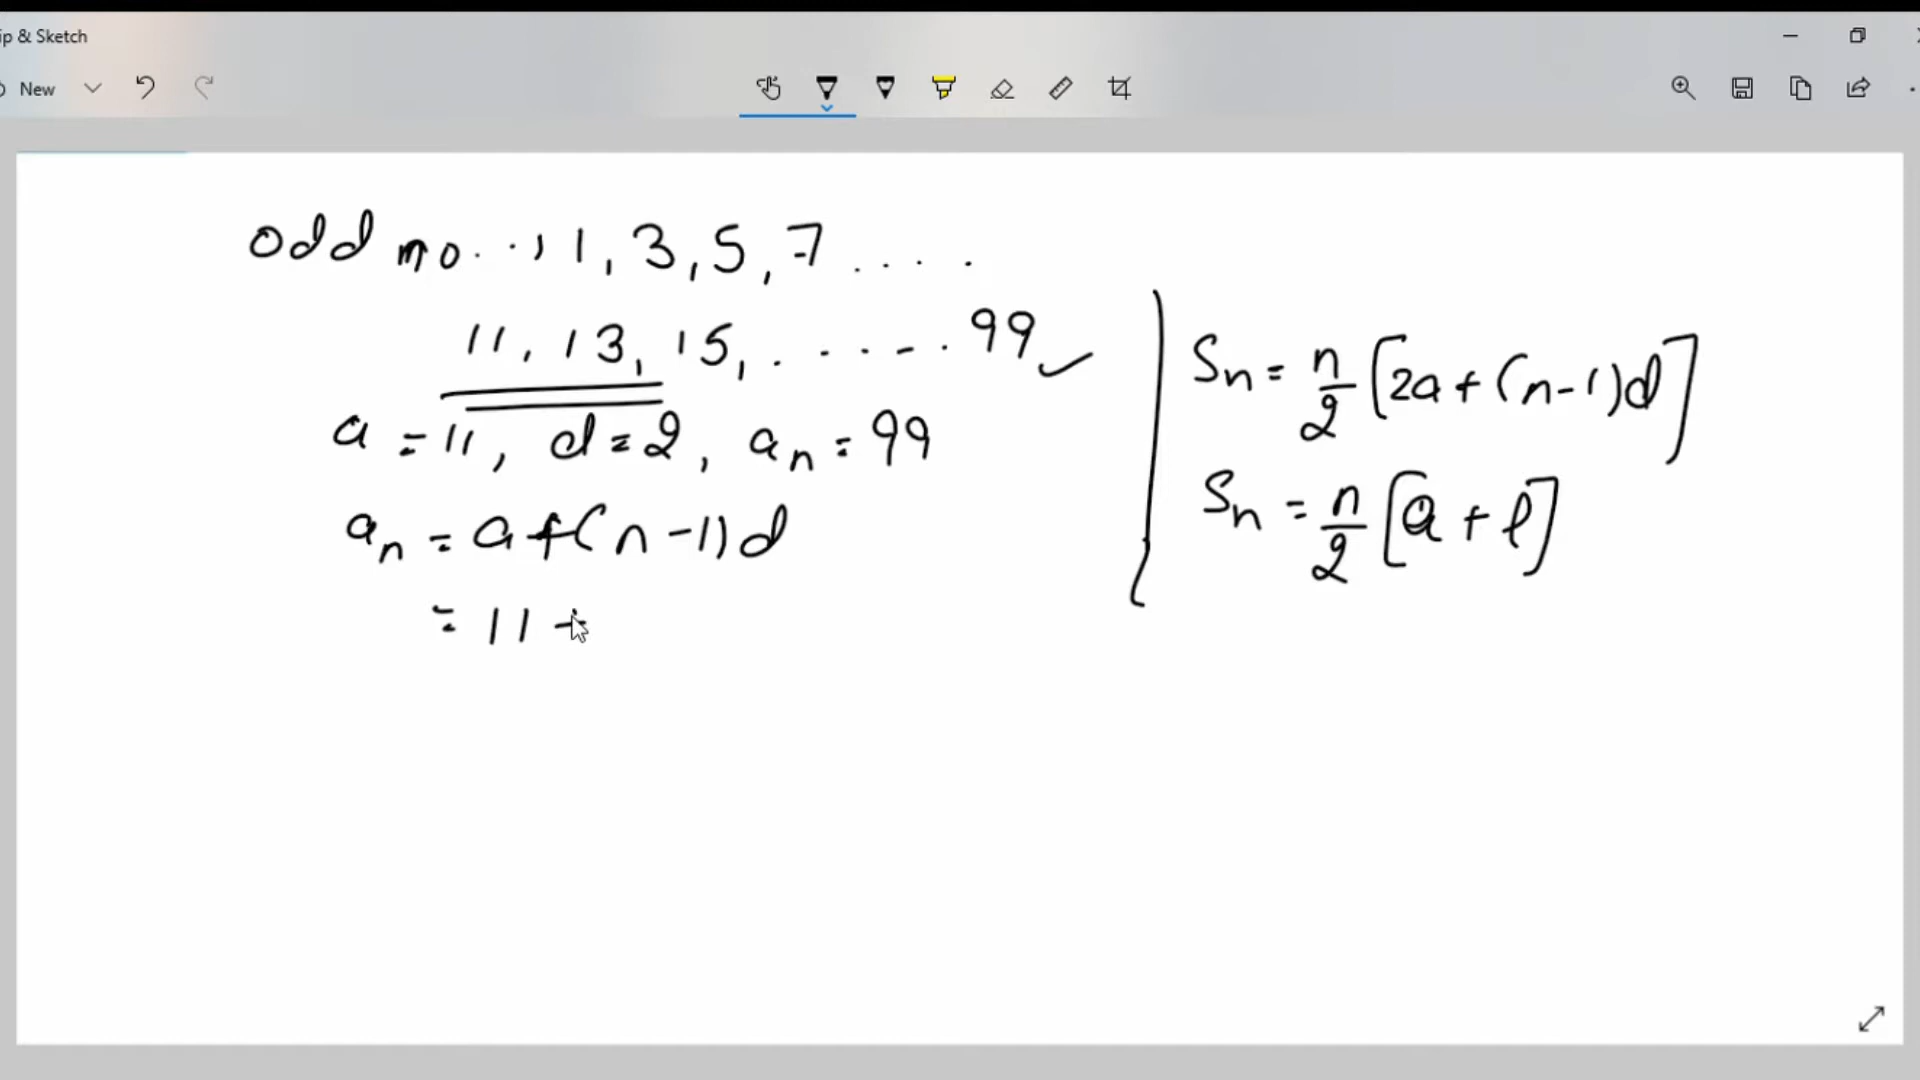 ip & Sketch
New
odd no. ., 1, 3, 5, 7 .....
11, 13, 15, ...... 99 ✓
a = 11, d = 2, aₙ = 99
aₙ = a + (n - 1) d
= 11 +
Sₙ = n/2 [2a + (n - 1)d]
Sₙ = n/2 [a + l]